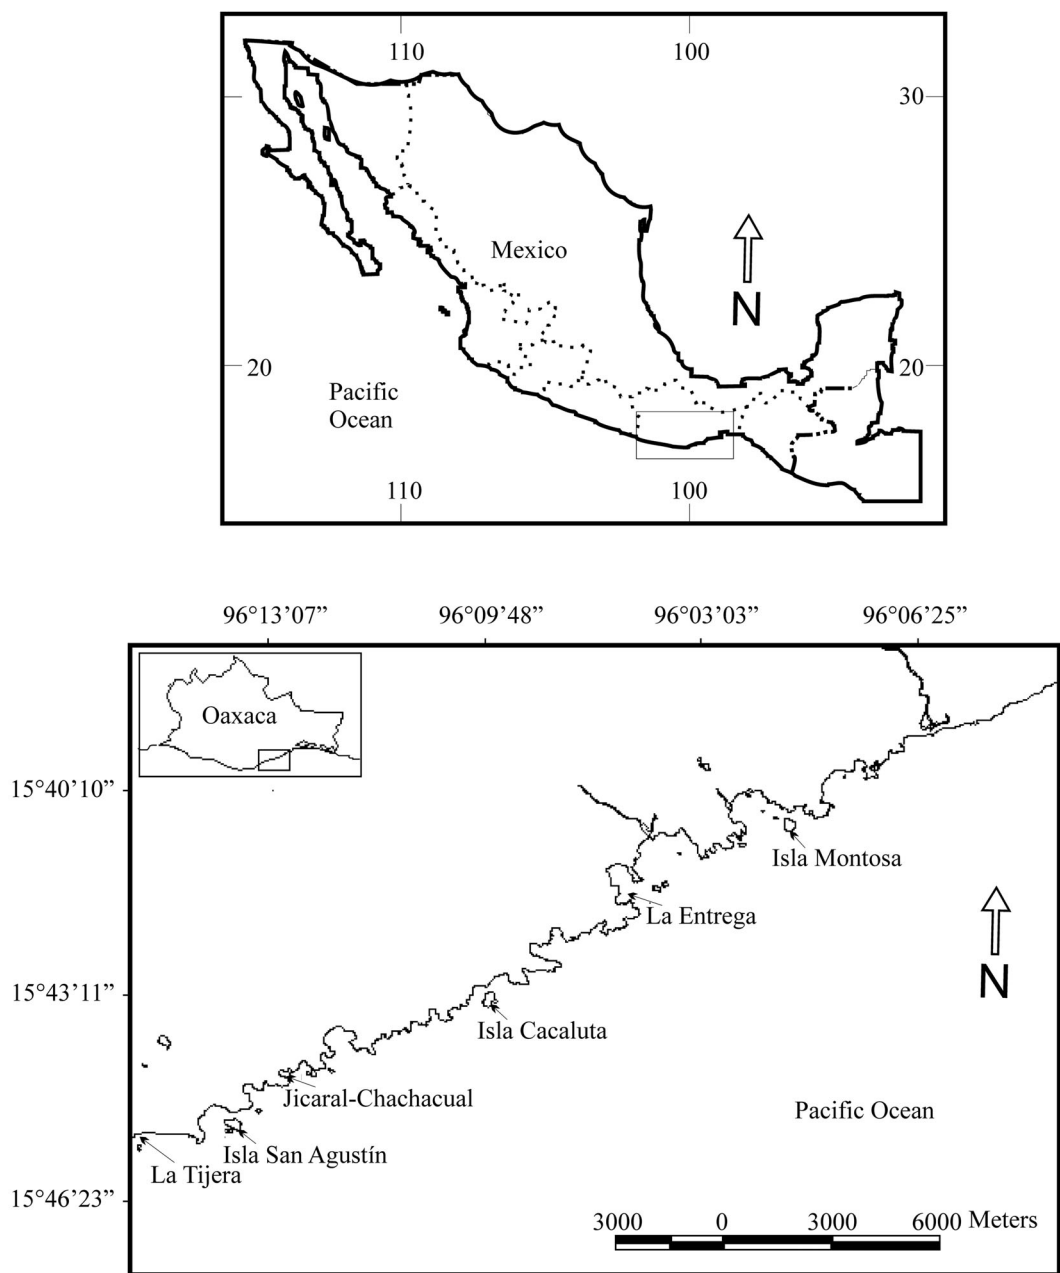 110 100
30
Mexico
N
20 20
Pacific
Ocean
110 100
96°13’07” 96°09’48” 96°03’03” 96°06’25”
Oaxaca
15°40’10”
Isla Montosa
La Entrega
N
15°43’11”
Isla Cacaluta
Jicaral-Chachacual
Pacific Ocean
Isla San Agustín
La Tijera
15°46’23”
3000 0 3000 6000 Meters